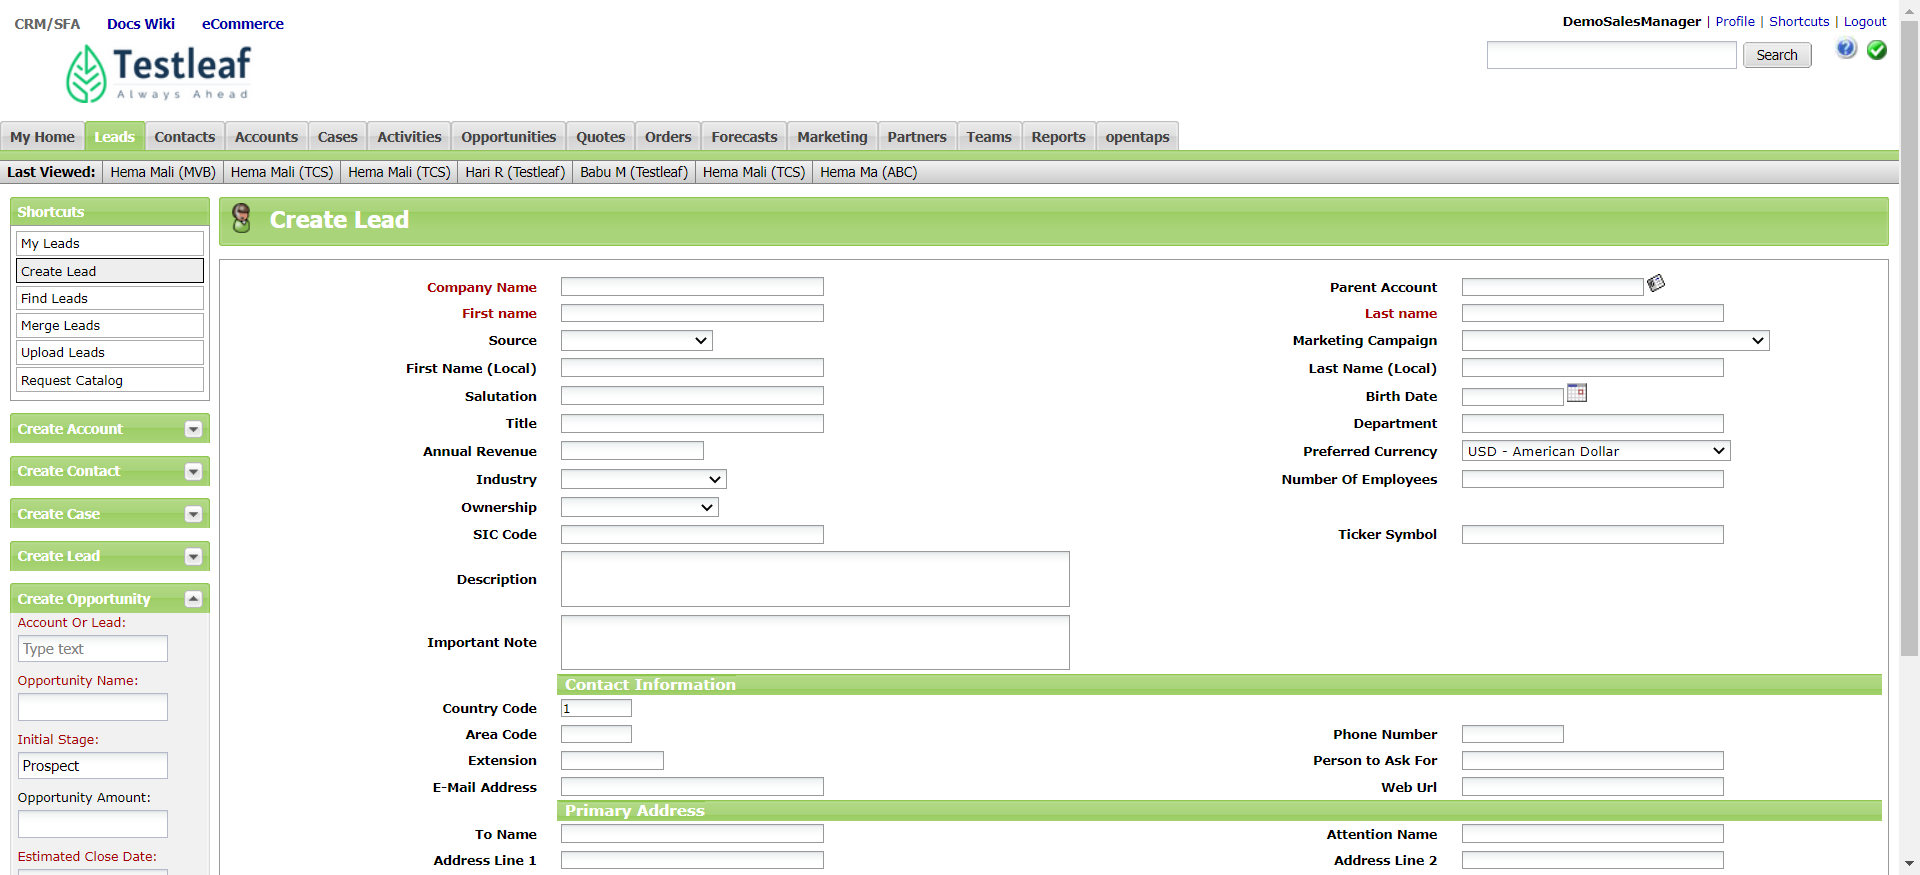 CRM/SFA Docs Wiki eCommerce
DemoSalesManager | Profile | Shortcuts | Logout
Testleaf
Always Ahead
Search
My Home Leads Contacts Accounts Cases Activities Opportunities Quotes Orders Forecasts Marketing Partners Teams Reports opentaps
Last Viewed: Hema Mali (MVB) Hema Mali (TCS) Hema Mali (TCS) Hari R (Testleaf) Babu M (Testleaf) Hema Mali (TCS) Hema Ma (ABC)
Shortcuts
My Leads
Create Lead
Find Leads
Merge Leads
Upload Leads
Request Catalog
Create Account
Create Contact
Create Case
Create Lead
Create Opportunity
Account Or Lead:
Type text
Opportunity Name:
Initial Stage:
Prospect
Opportunity Amount:
Estimated Close Date:
Create Lead
Company Name Parent Account
First name Last name
Source Marketing Campaign
First Name (Local) Last Name (Local)
Salutation Birth Date
Title Department
Annual Revenue Preferred Currency USD - American Dollar
Industry Number Of Employees
Ownership
SIC Code Ticker Symbol
Description
Important Note
Contact Information
Country Code 1
Area Code Phone Number
Extension Person to Ask For
E-Mail Address Web Url
Primary Address
To Name Attention Name
Address Line 1 Address Line 2